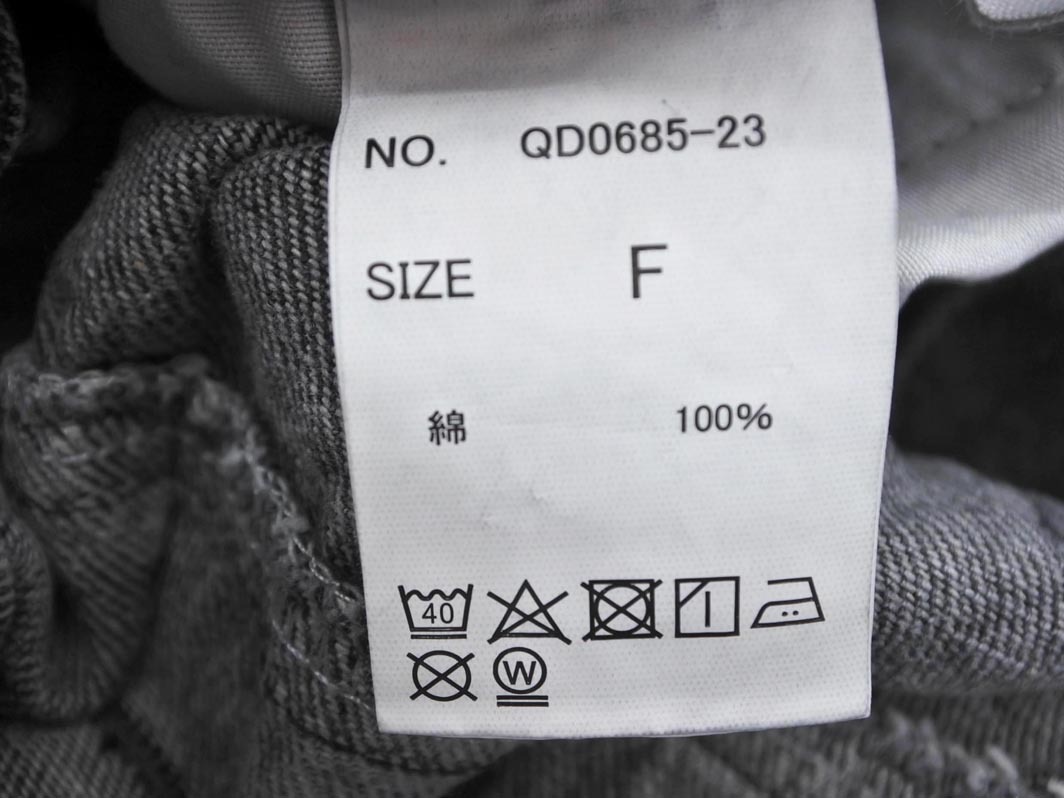 NO. QD0685-23
SIZE F
綿 100%
40
W